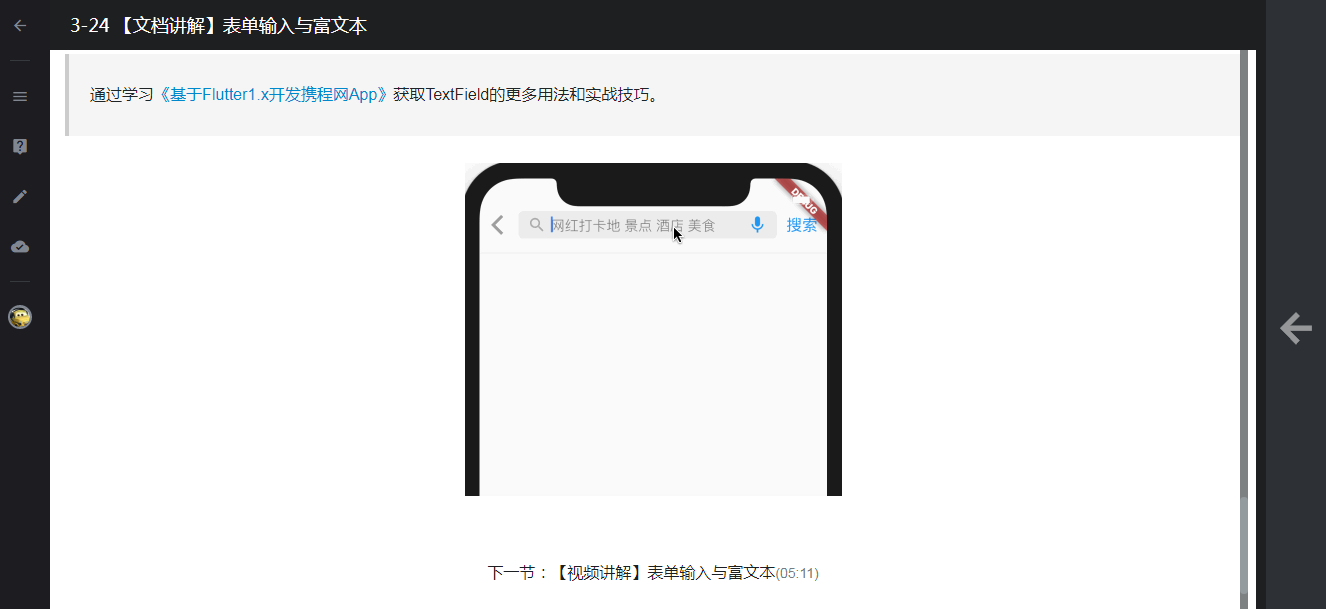 3-24 【文档讲解】表单输入与富文本
通过学习《基于Flutter1.x开发携程网App》获取TextField的更多用法和实战技巧。
DEBUG
网红打卡地 景点 酒店 美食
搜索
下一节：【视频讲解】表单输入与富文本(05:11)